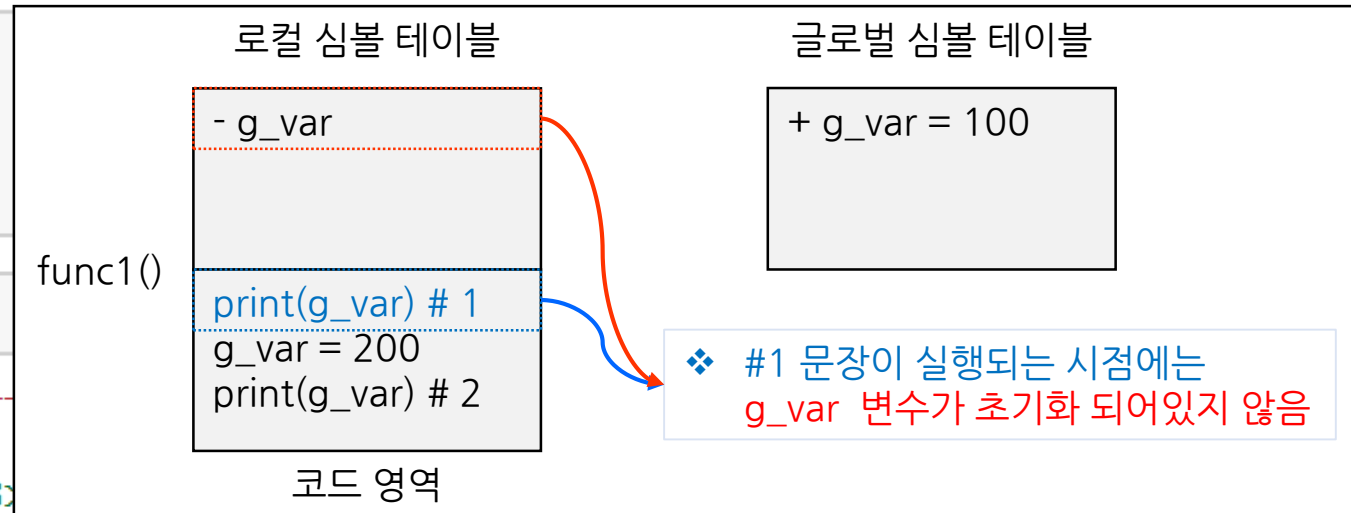 로컬 심볼 테이블
글로벌 심볼 테이블
- g_var
+ g_var = 100
func1()
print(g_var) # 1
g_var = 200
print(g_var) # 2
❖ #1 문장이 실행되는 시점에는
g_var 변수가 초기화 되어있지 않음
코드 영역